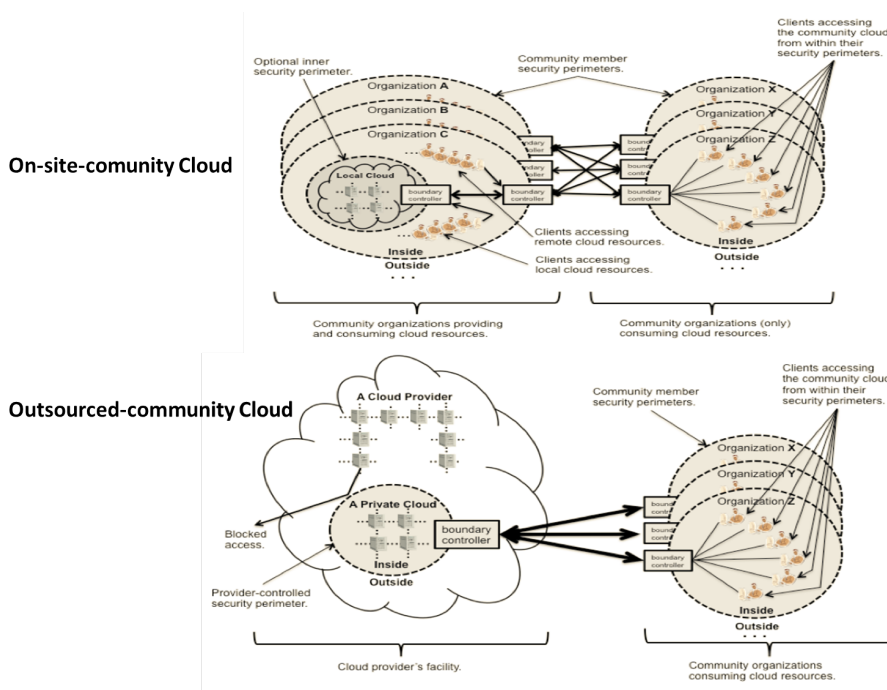 Clients accessing
the community cloud
from within their
security perimeters.
Optional inner
security perimeter.
Community member
security perimeters.
Organization A
Organization B
Organization C
Organization X
Organization Y
Organization Z
On-site-comunity Cloud
Local Cloud
boundary
controller
boundary
controller
controller
controller
boundary
controller
Clients accessing
remote cloud resources.
Clients accessing
local cloud resources.
Inside
Outside
. . .
Inside
Outside
. . .
Community organizations providing
and consuming cloud resources.
Community organizations (only)
consuming cloud resources.
Outsourced-community Cloud
A Cloud Provider
Clients accessing
the community cloud
from within their
security perimeters.
Community member
security perimeters.
Organization X
Organization Y
Organization Z
A Private Cloud
boundary
controller
boundary
controller
Blocked
access.
Inside
Outside
Provider-controlled
security perimeter.
Inside
Outside
. . .
Cloud provider's facility.
Community organizations
consuming cloud resources.